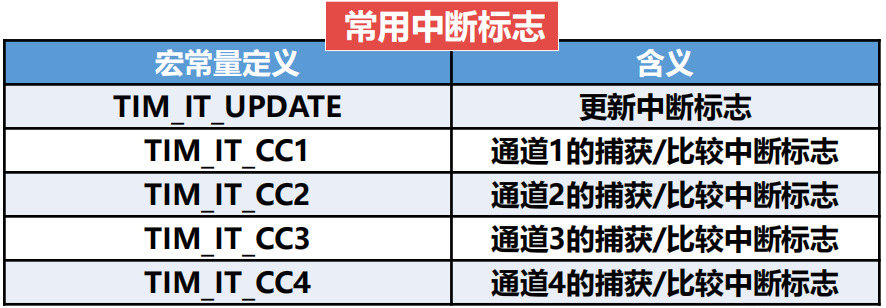 常用中断标志
宏常量定义 含义
TIM_IT_UPDATE 更新中断标志
TIM_IT_CC1 通道1的捕获/比较中断标志
TIM_IT_CC2 通道2的捕获/比较中断标志
TIM_IT_CC3 通道3的捕获/比较中断标志
TIM_IT_CC4 通道4的捕获/比较中断标志